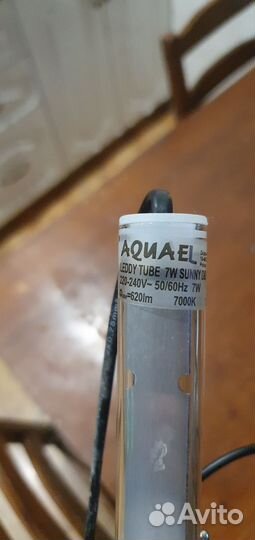 AQUAEL
LEDDY TUBE 7W SUNNY
220-240V~ 50/60Hz 7W
=620lm 7000K
Avito